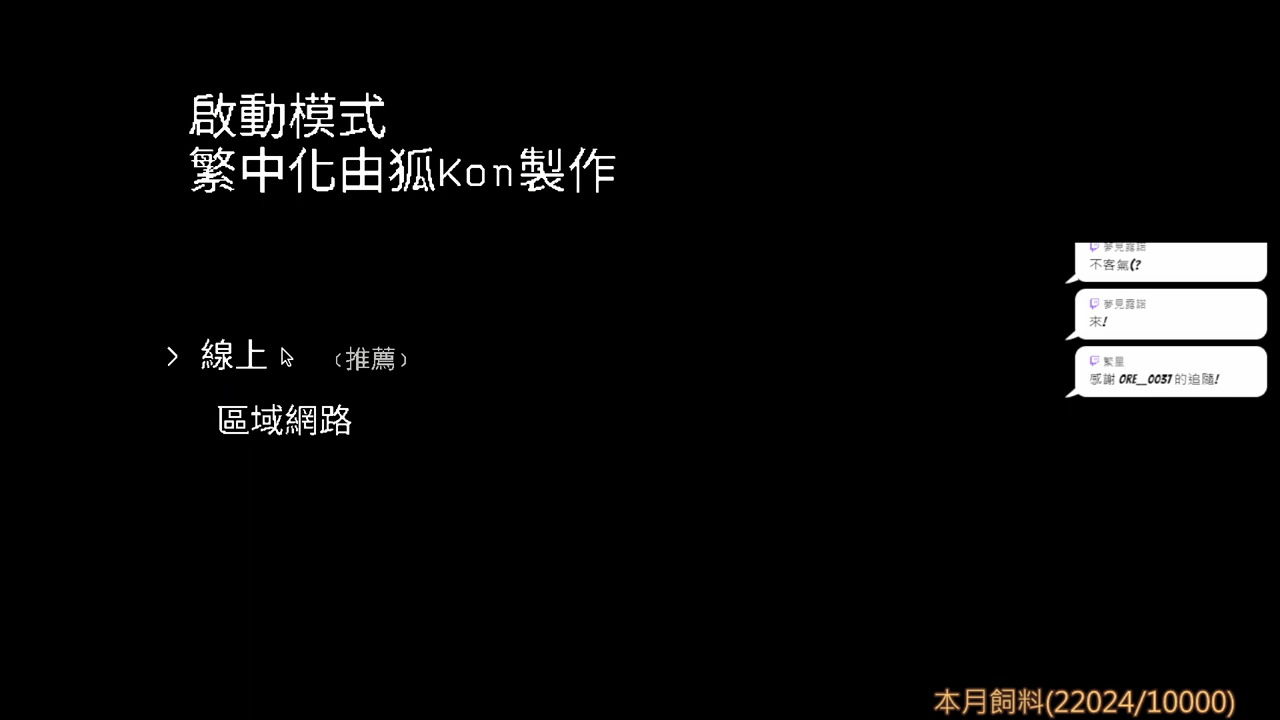 啟動模式
繁中化由狐Kon製作
> 線上 （推薦）
區域網路
夢見露諾
不客氣(?
夢見露諾
來!
繁星
感謝 ORE__0037 的追隨!
本月飼料(22024/10000)